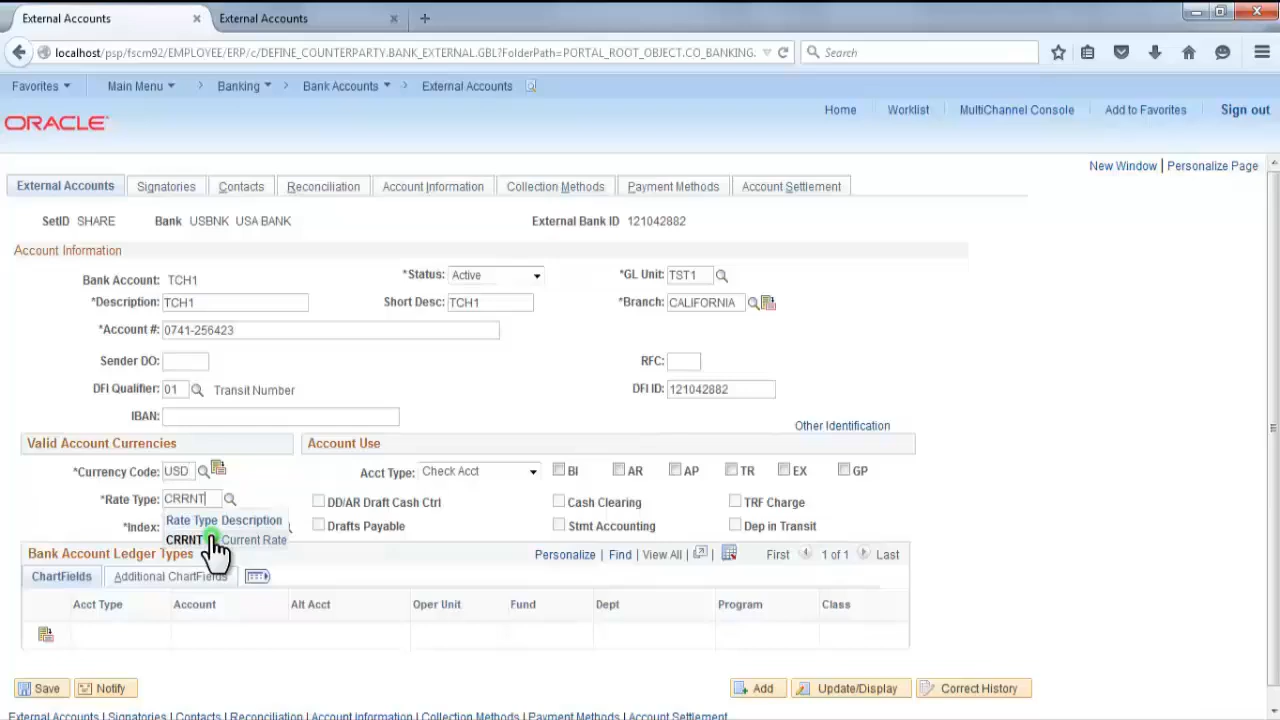 External Accounts × External Accounts × +
localhost/psp/fscm92/EMPLOYEE/ERP/c/DEFINE_COUNTERPARTY.BANK_EXTERNAL.GBL?FolderPath=PORTAL_ROOT_OBJECT.CO_BANKING. Search
Favorites Main Menu > Banking > Bank Accounts > External Accounts
Home Worklist MultiChannel Console Add to Favorites Sign out
ORACLE
New Window | Personalize Page
External Accounts Signatories Contacts Reconciliation Account Information Collection Methods Payment Methods Account Settlement
SetID SHARE Bank USBNK USA BANK External Bank ID 121042882
Account Information
Bank Account: TCH1 *Status: Active *GL Unit: TST1
*Description: TCH1 Short Desc: TCH1 *Branch: CALIFORNIA
*Account #: 0741-256423
Sender DO: RFC:
DFI Qualifier: 01 Transit Number DFI ID: 121042882
IBAN:
Other Identification
Valid Account Currencies Account Use
*Currency Code: USD Acct Type: Check Acct BI AR AP TR EX GP
*Rate Type: CRRNT DD/AR Draft Cash Ctrl Cash Clearing TRF Charge
Rate Type Description
*Index: Drafts Payable Stmt Accounting Dep in Transit
CRRNT Current Rate
Bank Account Ledger Types Personalize | Find | View All | First 1 of 1 Last
ChartFields Additional ChartFields
Acct Type Account Alt Acct Oper Unit Fund Dept Program Class
Save Notify Add Update/Display Correct History
External Accounts | Signatories | Contacts | Reconciliation | Account Information | Collection Methods | Payment Methods | Account Settlement